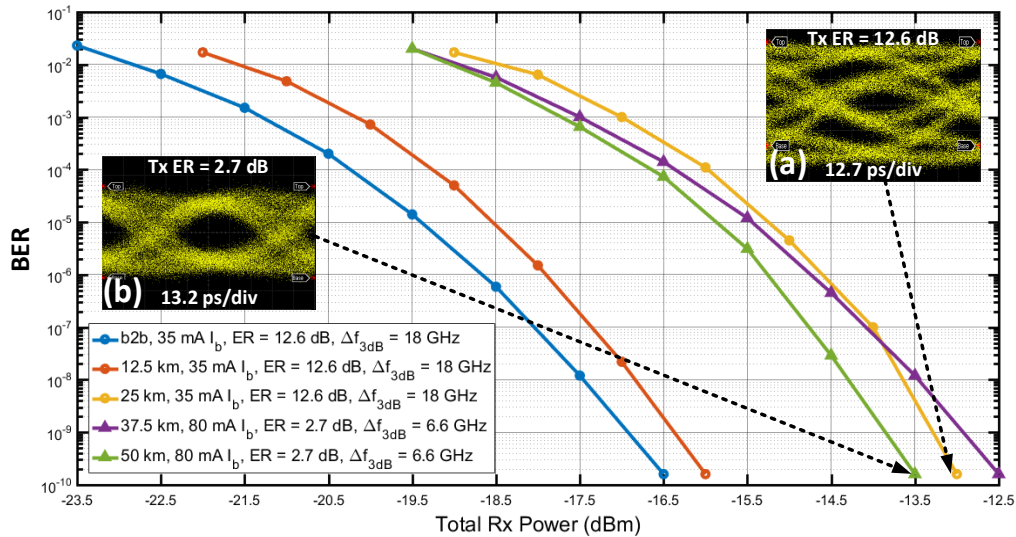 10^-1
10^-2
10^-3
10^-4
10^-5
10^-6
10^-7
10^-8
10^-9
10^-10
BER
Top
Tx ER = 12.6 dB
Top
Base
Base
(a)
12.7 ps/div
Tx ER = 2.7 dB
Top
Top
Base
Base
(b)
13.2 ps/div
b2b, 35 mA I_b, ER = 12.6 dB, Δf_3dB = 18 GHz
12.5 km, 35 mA I_b, ER = 12.6 dB, Δf_3dB = 18 GHz
25 km, 35 mA I_b, ER = 12.6 dB, Δf_3dB = 18 GHz
37.5 km, 80 mA I_b, ER = 2.7 dB, Δf_3dB = 6.6 GHz
50 km, 80 mA I_b, ER = 2.7 dB, Δf_3dB = 6.6 GHz
-23.5 -22.5 -21.5 -20.5 -19.5 -18.5 -17.5 -16.5 -15.5 -14.5 -13.5 -12.5
Total Rx Power (dBm)